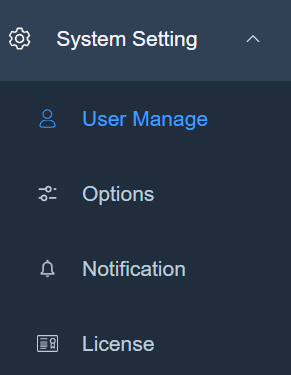 System Setting
User Manage
Options
Notification
License